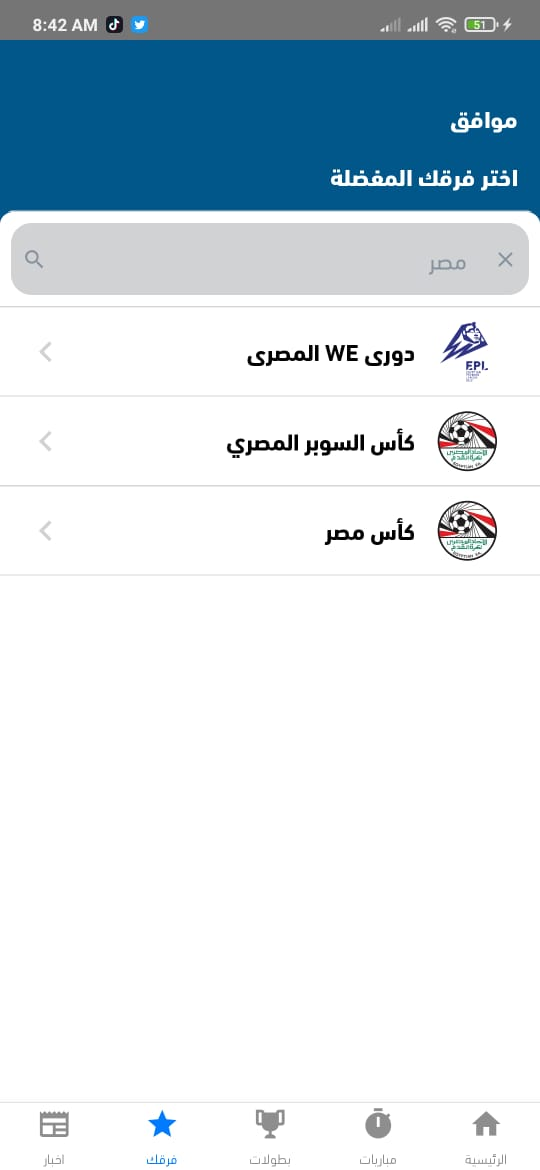 8:42 AM
51
موافق
اختر فرقك المفضلة
مصر
دورى WE المصرى
EPL
كأس السوبر المصري
كأس مصر
الرئيسية
مباريات
بطولات
فرقك
اخبار